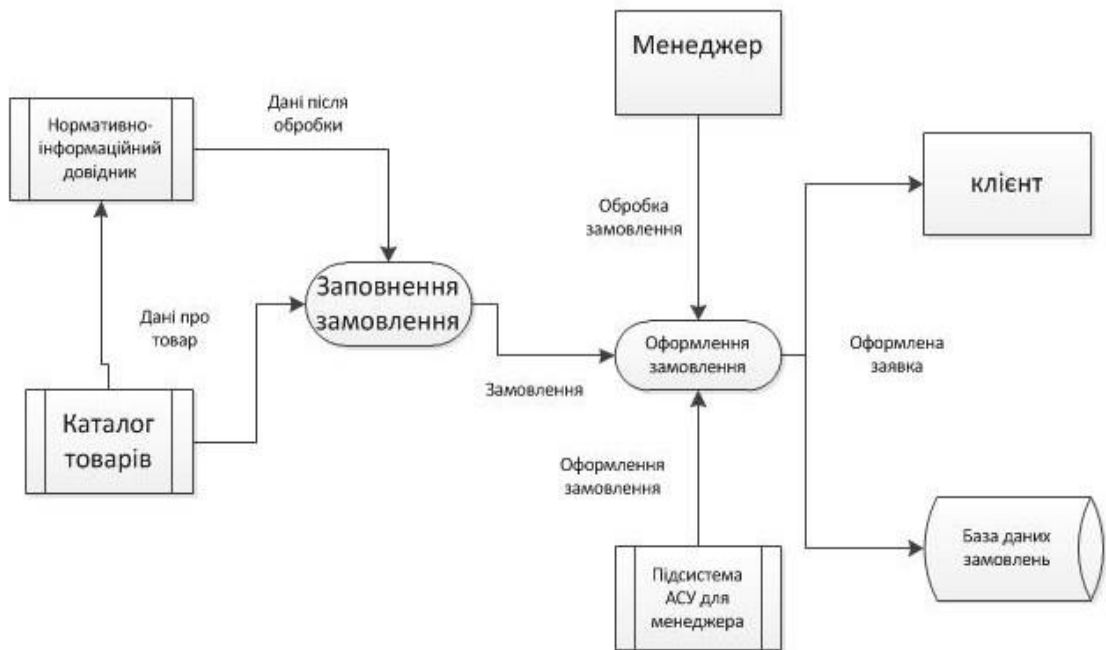 Менеджер
Дані після
обробки
Нормативно-
інформаційний
довідник
клієнт
Обробка
замовлення
Заповнення
замовлення
Дані про
товар
Оформлення
замовлення
Оформлена
заявка
Замовлення
Каталог
товарів
Оформлення
замовлення
База даних
замовлень
Підсистема
АСУ для
менеджера